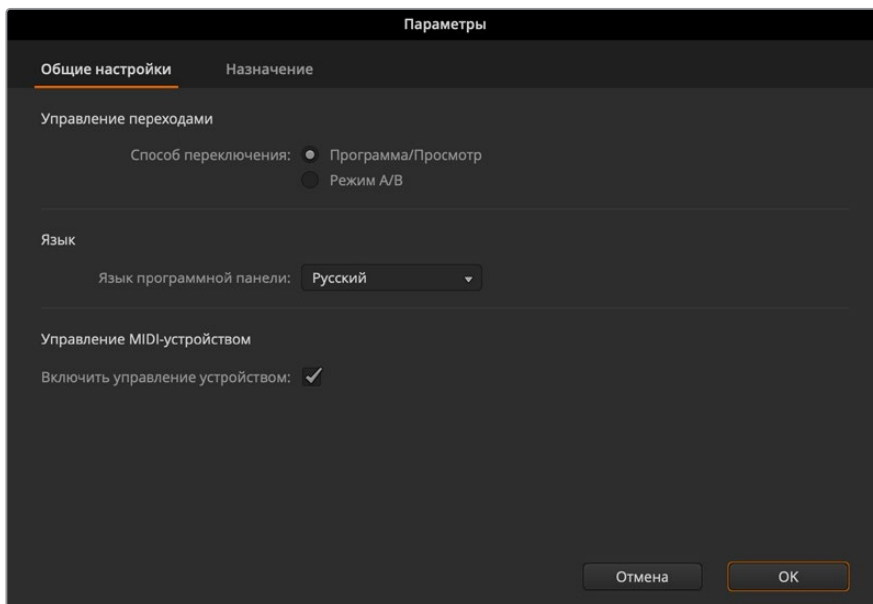 Параметры
Общие настройки Назначение
Управление переходами
Способ переключения: Программа/Просмотр
Режим A/B
Язык
Язык программной панели: Русский
Управление MIDI-устройством
Включить управление устройством:
Отмена OK